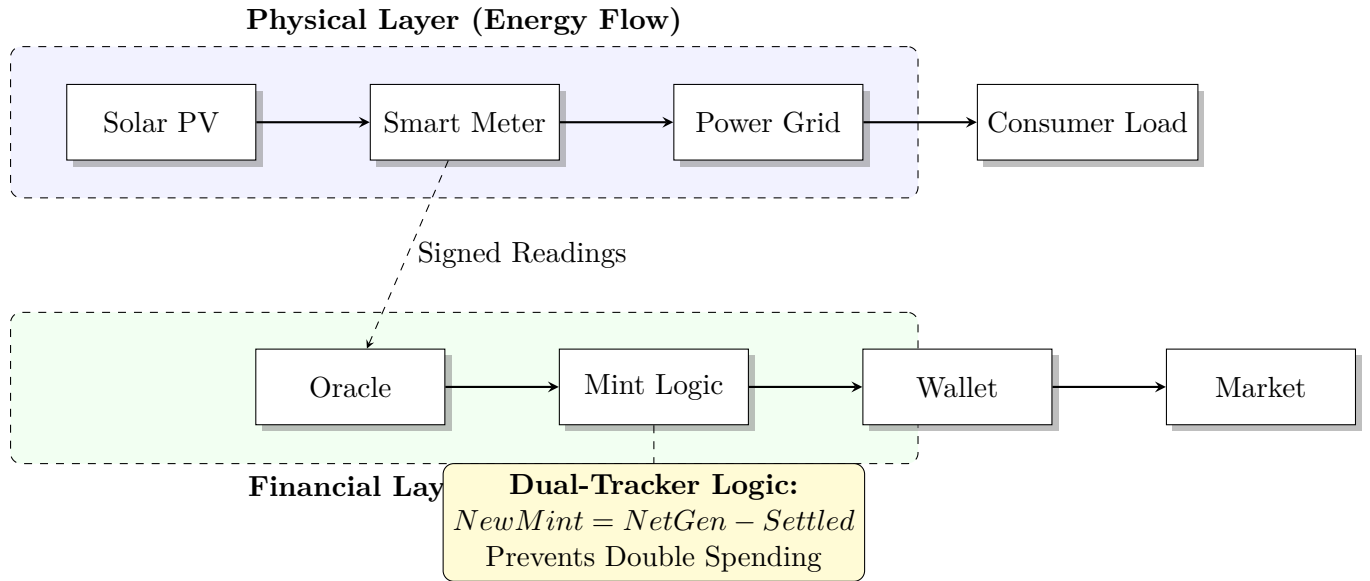 Physical Layer (Energy Flow)
Solar PV
Smart Meter
Power Grid
Consumer Load
Signed Readings
Oracle
Mint Logic
Wallet
Market
Financial Lay
Dual-Tracker Logic:
NewMint = NetGen − Settled
Prevents Double Spending